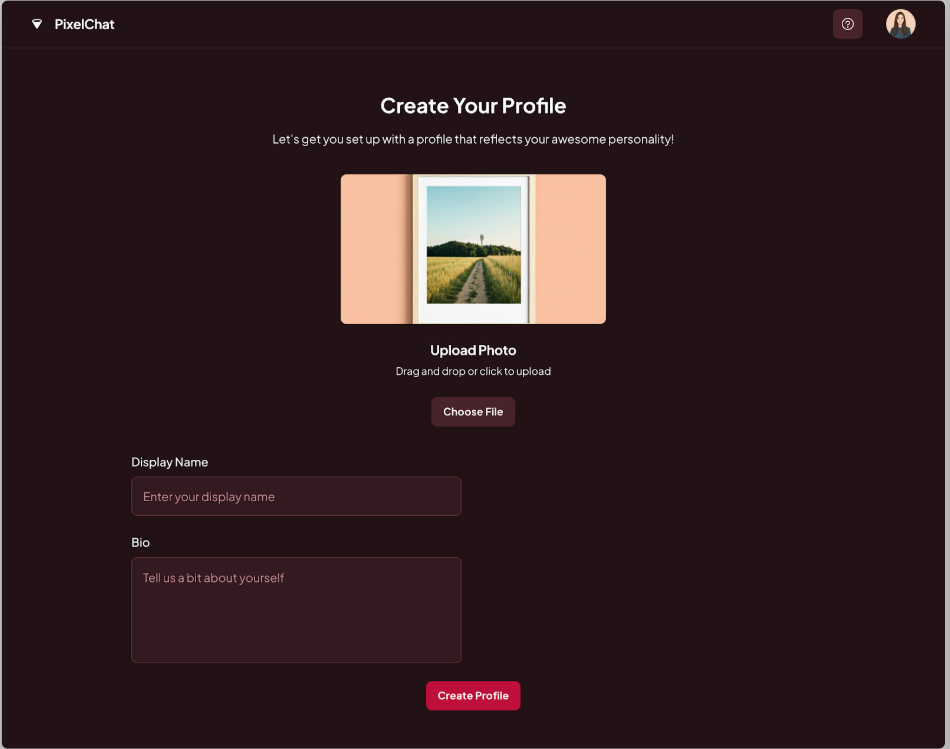 PixelChat
Create Your Profile
Let's get you set up with a profile that reflects your awesome personality!
Upload Photo
Drag and drop or click to upload
Choose File
Display Name
Enter your display name
Bio
Tell us a bit about yourself
Create Profile